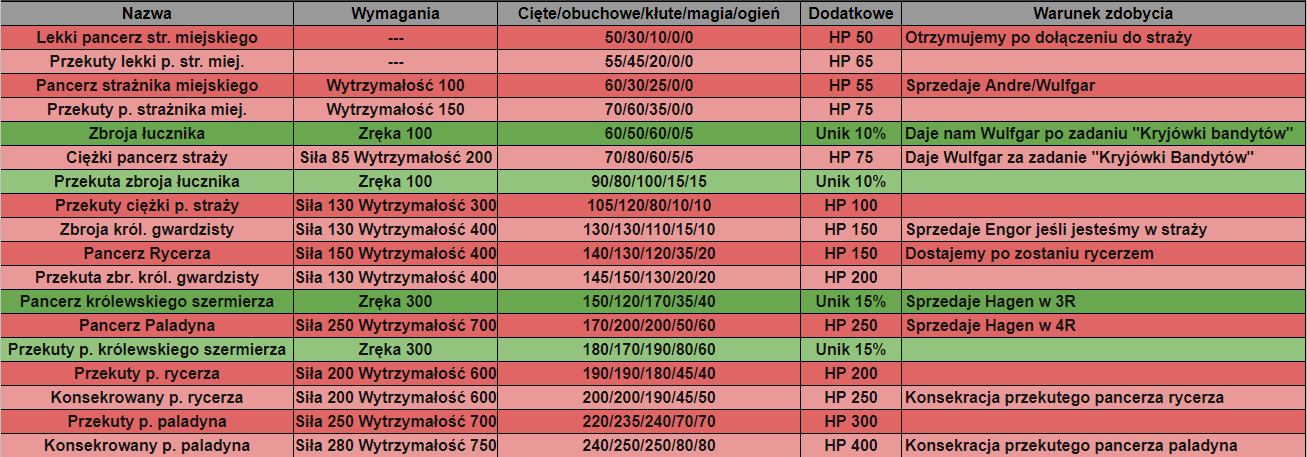 Nazwa Wymagania Cięte/obuchowe/kłute/magia/ogień Dodatkowe Warunek zdobycia
Lekki pancerz str. miejskiego --- 50/30/10/0/0 HP 50 Otrzymujemy po dołączeniu do straży
Przekuty lekki p. str. miej. --- 55/45/20/0/0 HP 65
Pancerz strażnika miejskiego Wytrzymałość 100 60/30/25/0/0 HP 55 Sprzedaje Andre/Wulfgar
Przekuty p. strażnika miej. Wytrzymałość 150 70/60/35/0/0 HP 75
Zbroja łucznika Zręka 100 60/50/60/0/5 Unik 10% Daje nam Wulfgar po zadaniu "Kryjówki bandytów"
Ciężki pancerz straży Siła 85 Wytrzymałość 200 70/80/60/5/5 HP 75 Daje Wulfgar za zadanie "Kryjówki Bandytów"
Przekuta zbroja łucznika Zręka 100 90/80/100/15/15 Unik 10%
Przekuty ciężki p. straży Siła 130 Wytrzymałość 300 105/120/80/10/10 HP 100
Zbroja król. gwardzisty Siła 130 Wytrzymałość 400 130/130/110/15/10 HP 150 Sprzedaje Engor jeśli jesteśmy w straży
Pancerz Rycerza Siła 150 Wytrzymałość 400 140/130/120/35/20 HP 150 Dostajemy po zostaniu rycerzem
Przekuta zbr. król. gwardzisty Siła 130 Wytrzymałość 400 145/150/130/20/20 HP 200
Pancerz królewskiego szermierza Zręka 300 150/120/170/35/40 Unik 15% Sprzedaje Hagen w 3R
Pancerz Paladyna Siła 250 Wytrzymałość 700 170/200/200/50/60 HP 250 Sprzedaje Hagen w 4R
Przekuty p. królewskiego szermierza Zręka 300 180/170/190/80/60 Unik 15%
Przekuty p. rycerza Siła 200 Wytrzymałość 600 190/190/180/45/40 HP 200
Konsekrowany p. rycerza Siła 200 Wytrzymałość 600 200/200/190/45/50 HP 250 Konsekracja przekutego pancerza rycerza
Przekuty p. paladyna Siła 250 Wytrzymałość 700 220/235/240/70/70 HP 300
Konsekrowany p. paladyna Siła 280 Wytrzymałość 750 240/250/250/80/80 HP 400 Konsekracja przekutego pancerza paladyna